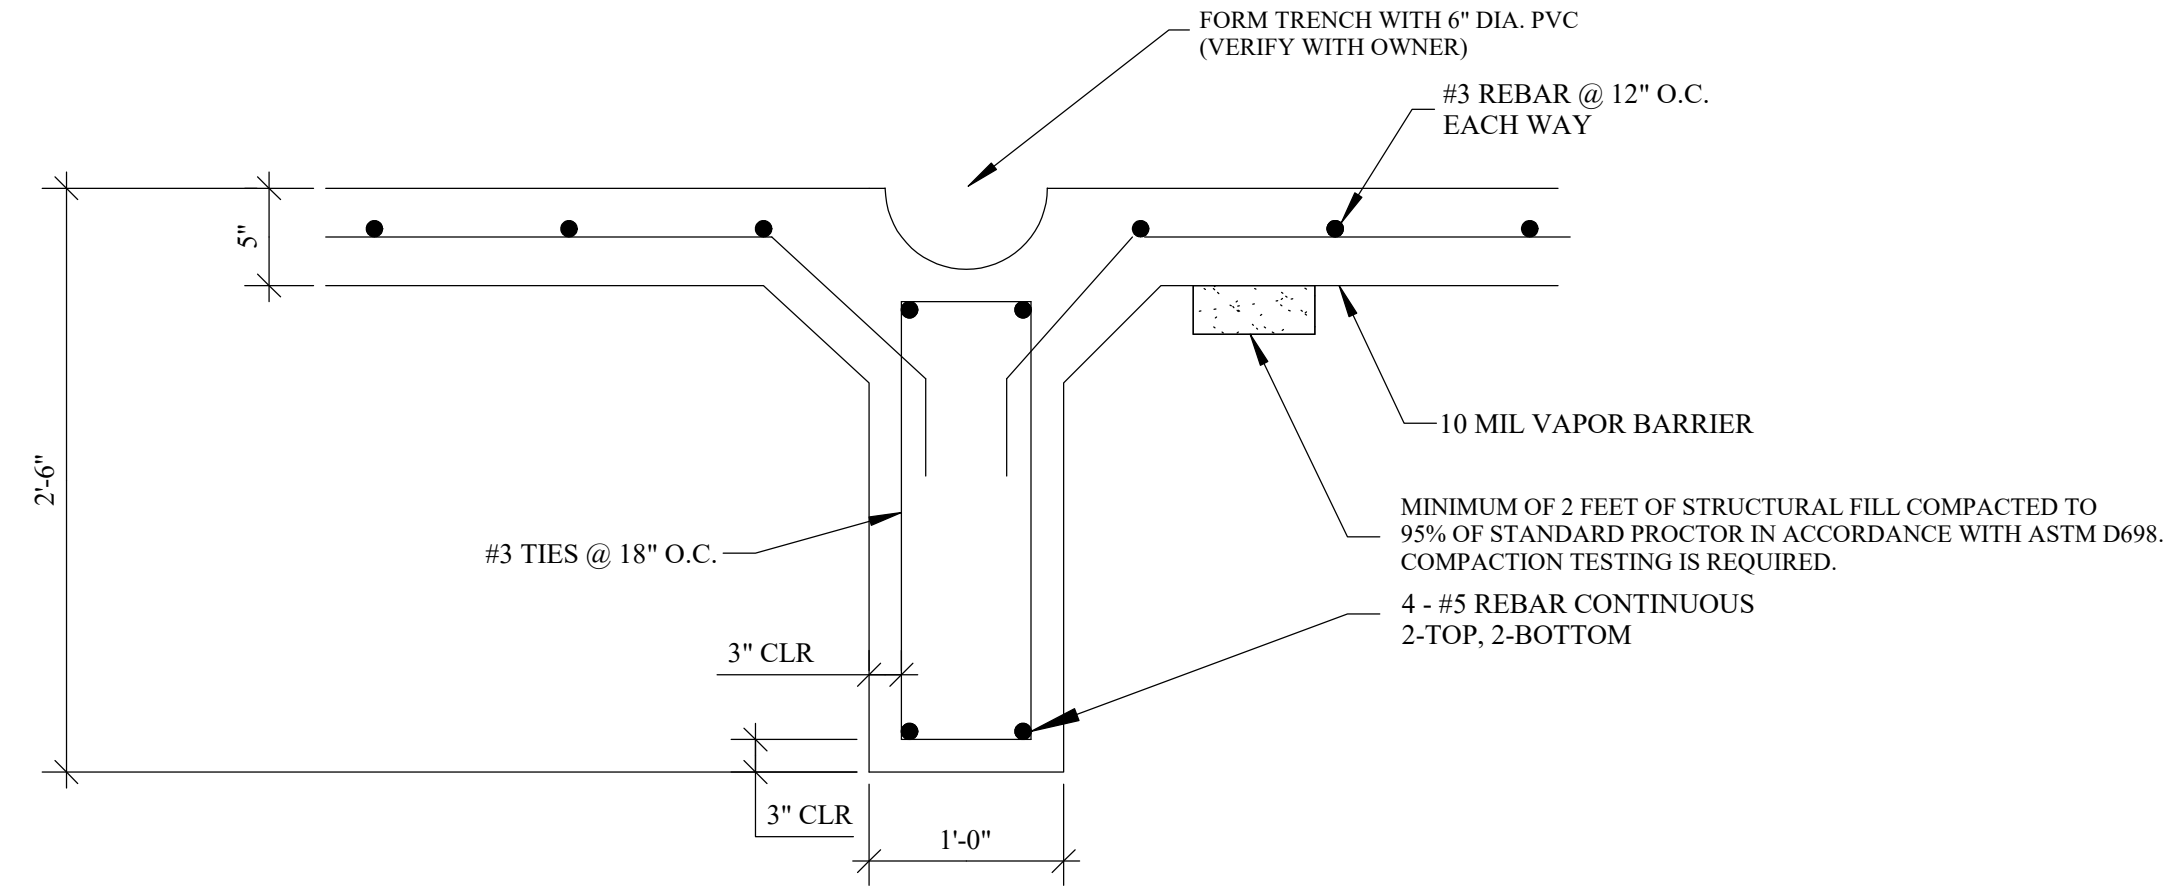 FORM TRENCH WITH 6" DIA. PVC
(VERIFY WITH OWNER)
#3 REBAR @ 12" O.C.
EACH WAY
5"
2'-6"
10 MIL VAPOR BARRIER
MINIMUM OF 2 FEET OF STRUCTURAL FILL COMPACTED TO
95% OF STANDARD PROCTOR IN ACCORDANCE WITH ASTM D698.
COMPACTION TESTING IS REQUIRED.
#3 TIES @ 18" O.C.
4 - #5 REBAR CONTINUOUS
2-TOP, 2-BOTTOM
3" CLR
3" CLR
1'-0"